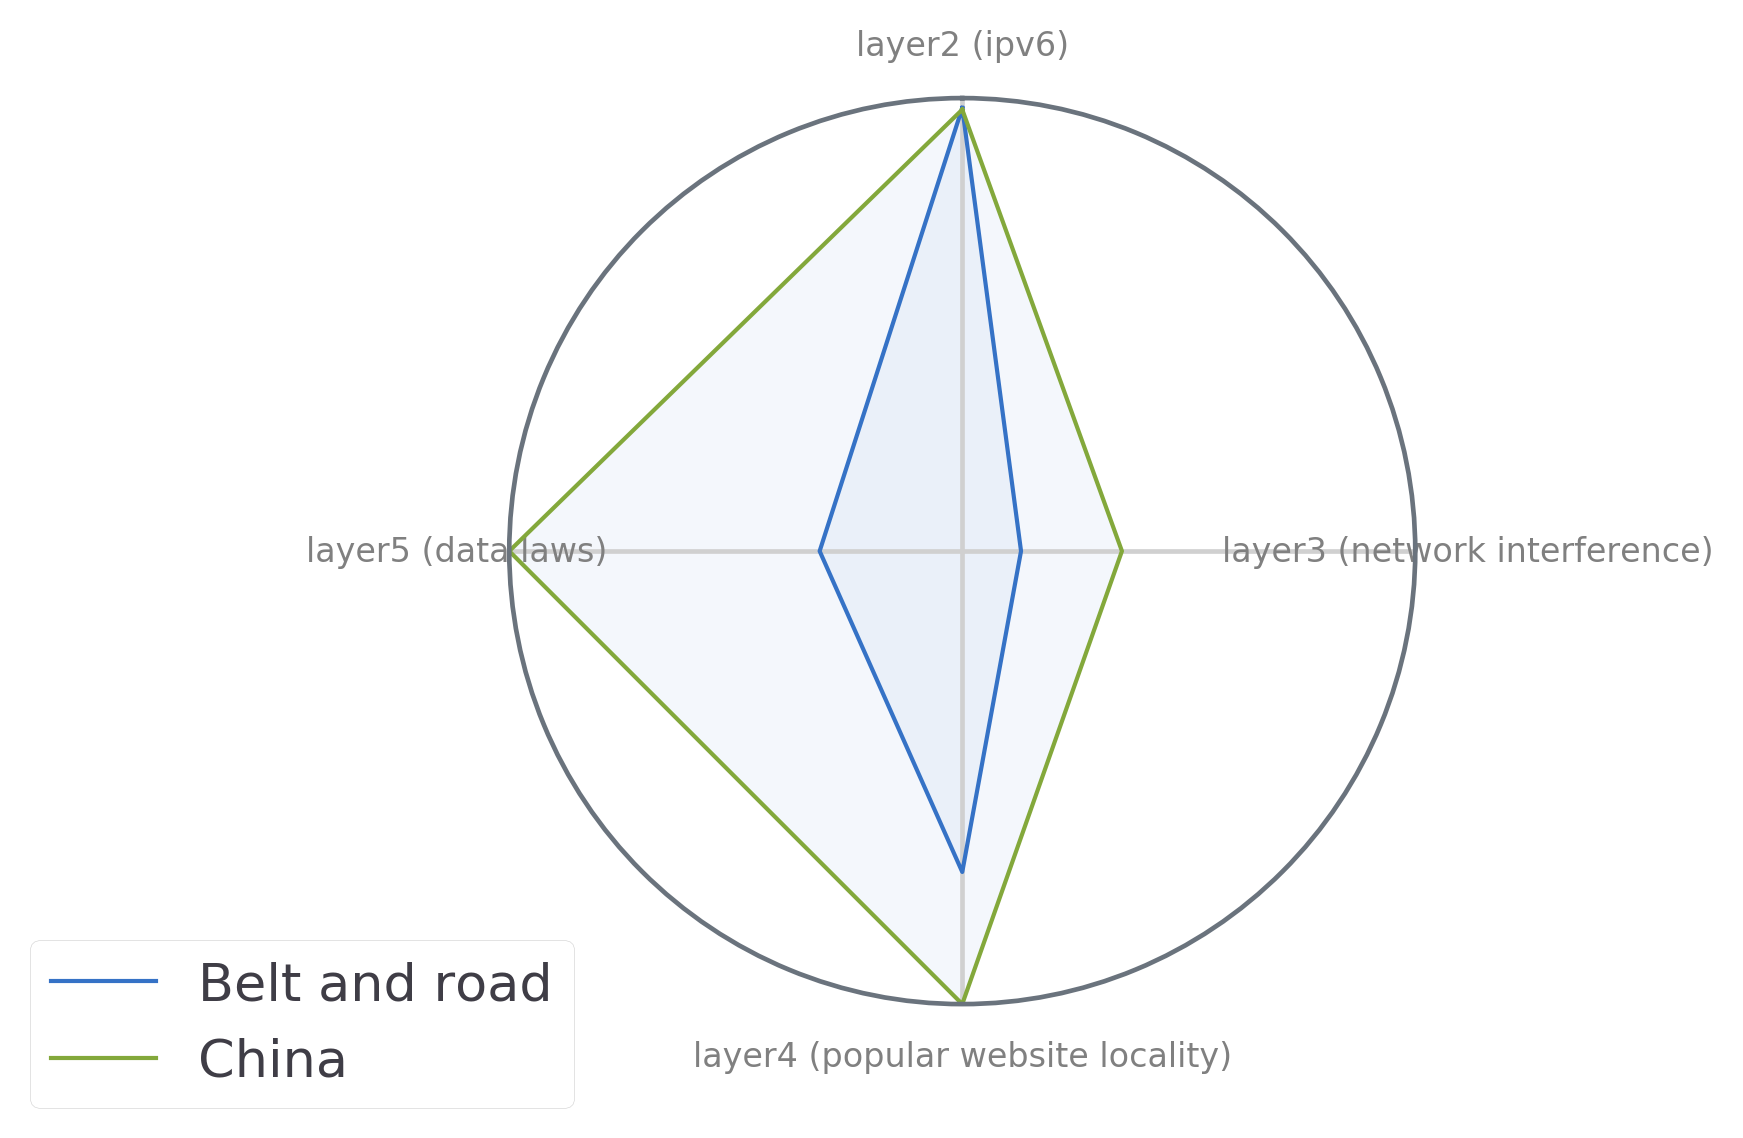 layer2 (ipv6)
layer5 (data laws)
layer3 (network interference)
layer4 (popular website locality)
Belt and road
China